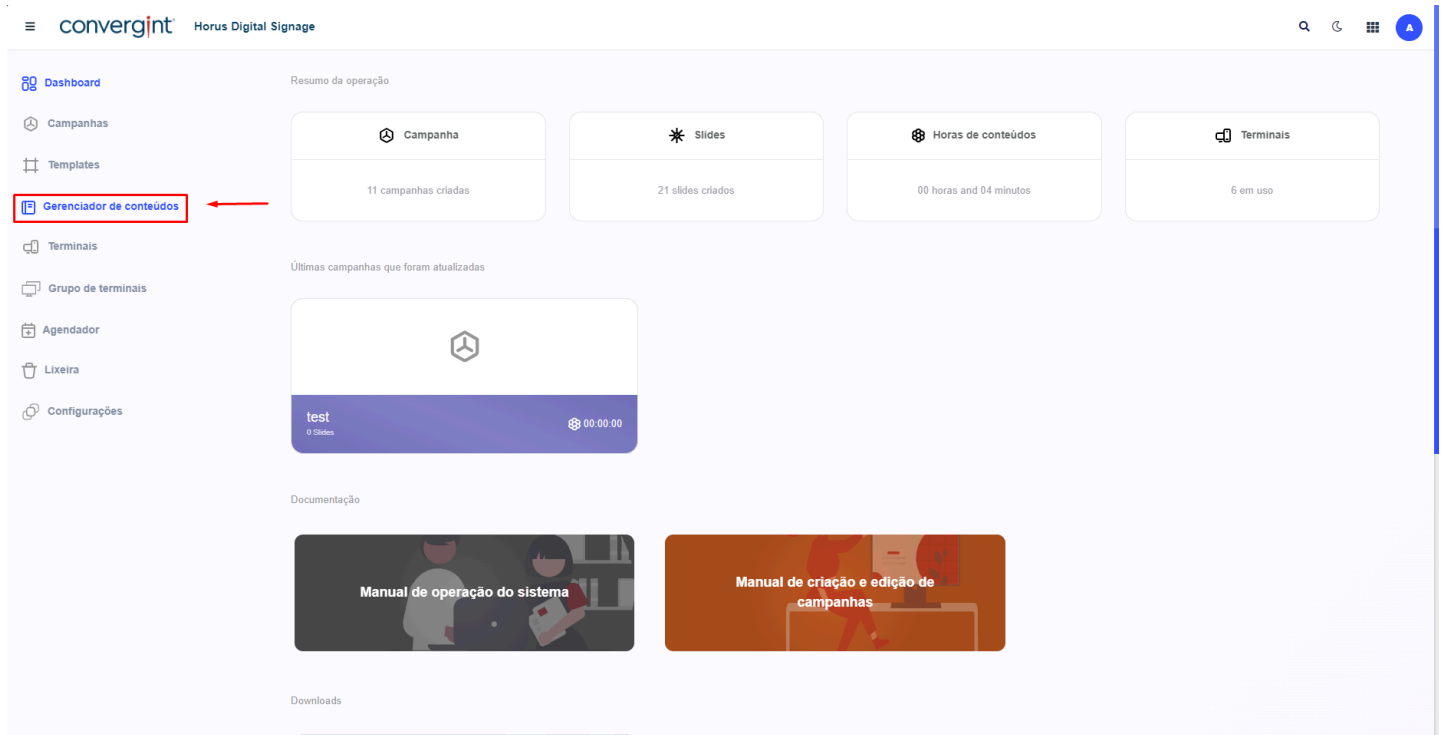 convergint Horus Digital Signage
A
Dashboard
Campanhas
Templates
Gerenciador de conteúdos
Terminais
Grupo de terminais
Agendador
Lixeira
Configurações
Resumo da operação
Campanha
11 campanhas criadas
Slides
21 slides criados
Horas de conteúdos
00 horas and 04 minutos
Terminais
6 em uso
Últimas campanhas que foram atualizadas
test
0 Slides
00:00:00
Documentação
Manual de operação do sistema
Manual de criação e edição de
campanhas
Downloads